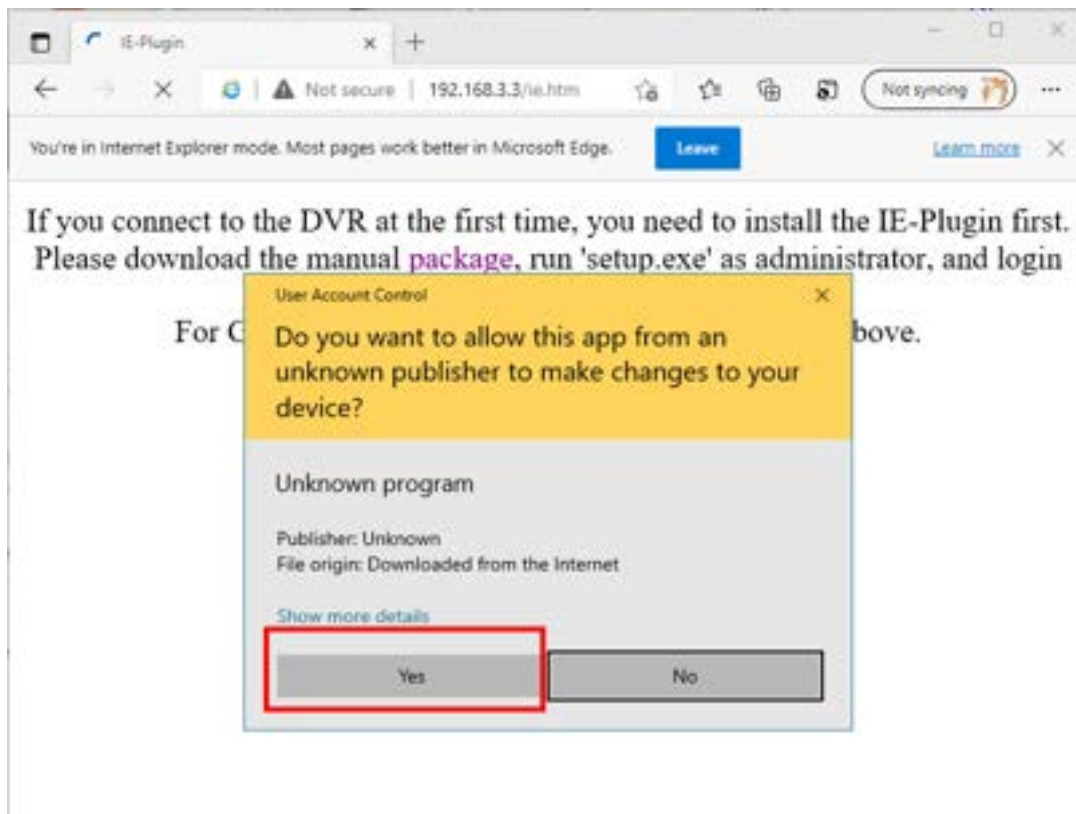 IE-Plugin
Not secure
192.168.3.3/ie.htm
Not syncing
You're in Internet Explorer mode. Most pages work better in Microsoft Edge.
Leave
Learn more
If you connect to the DVR at the first time, you need to install the IE-Plugin first.
Please download the manual package, run 'setup.exe' as administrator, and login
For
bove.
User Account Control
Do you want to allow this app from an
unknown publisher to make changes to your
device?
Unknown program
Publisher: Unknown
File origin: Downloaded from the Internet
Show more details
Yes
No